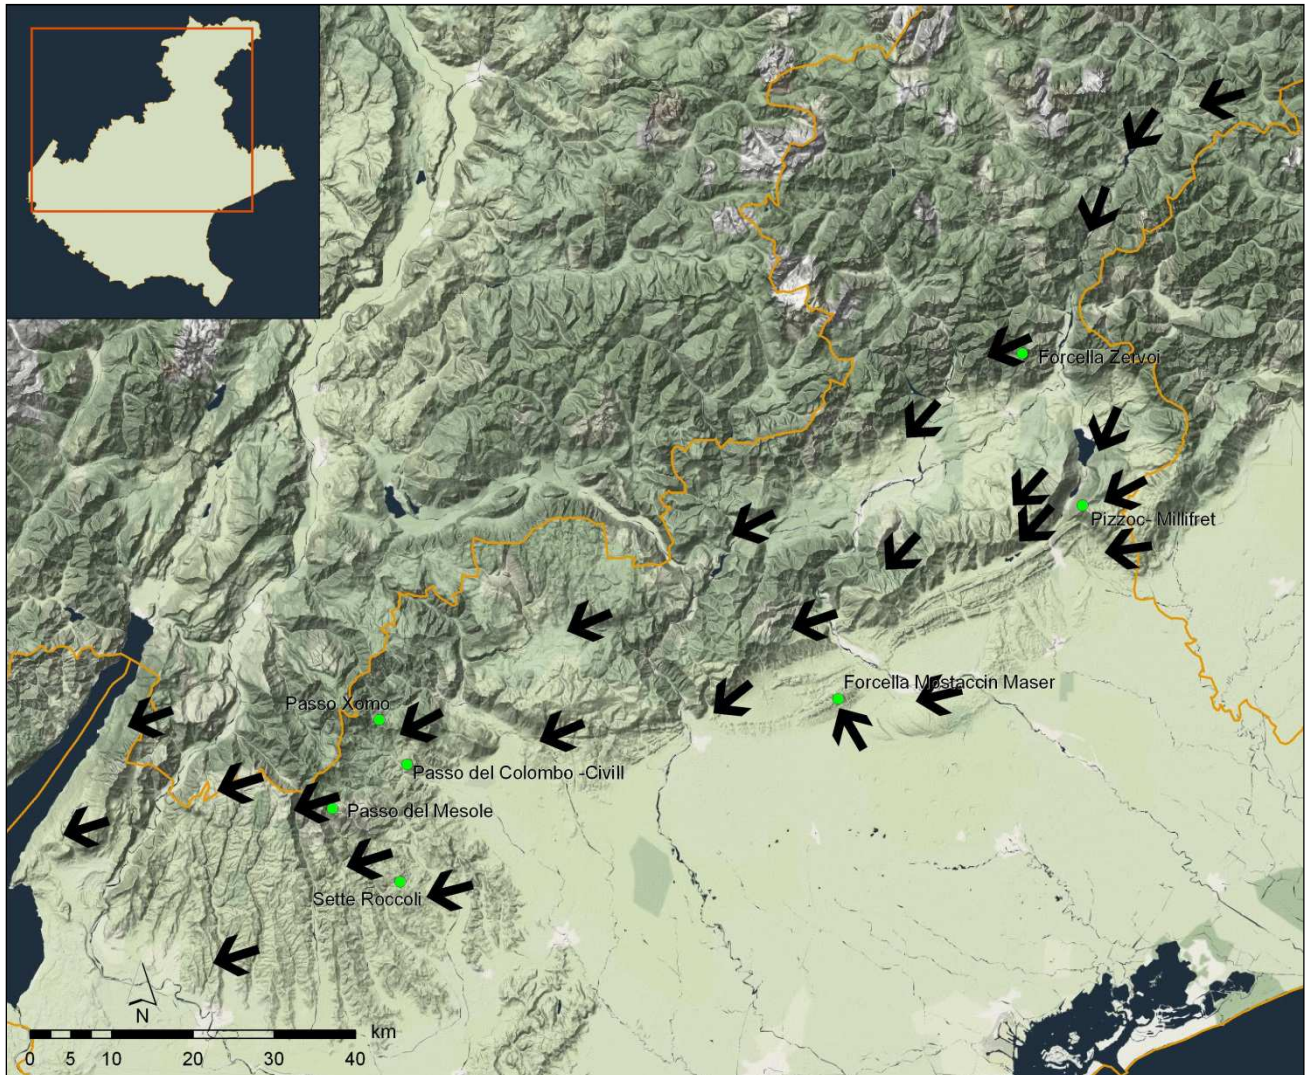 Forcella Zervoi
Pizzoc- Millifret
Forcella Mostaccin Maser
Passo Xomo
Passo del Colombo -Civill
Passo del Mesole
Sette Roccoli
N
km
0 5 10 20 30 40